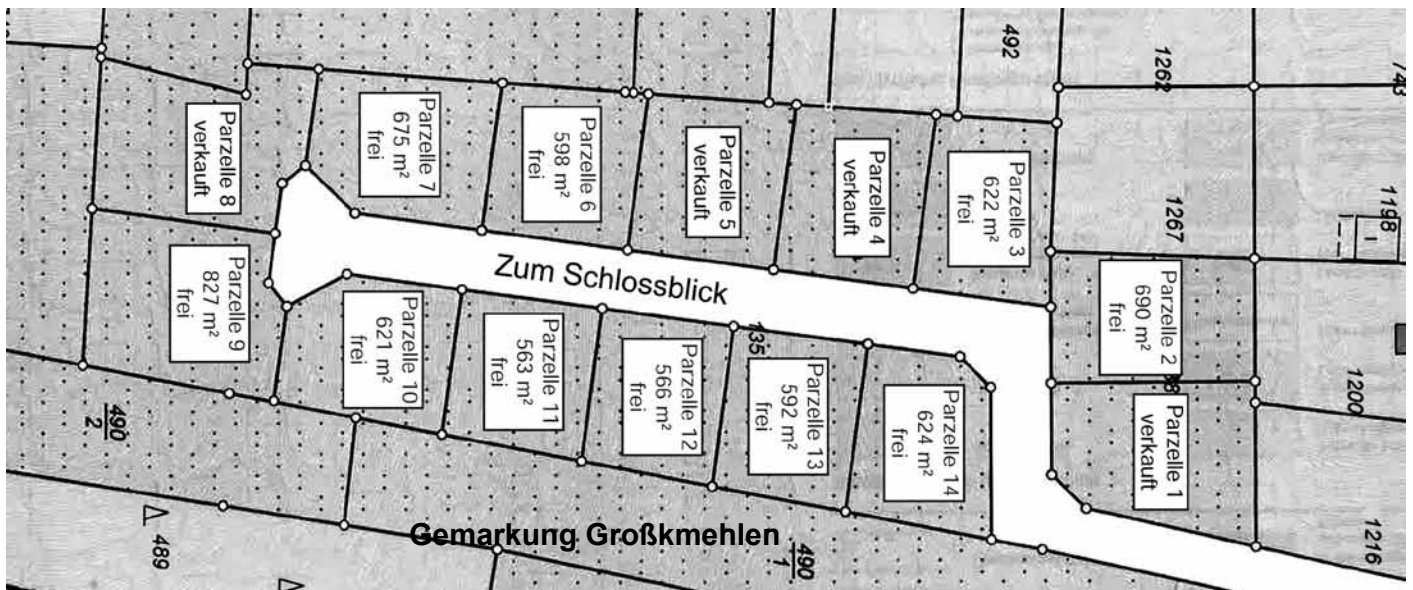 492
1262
743
1198
1267
1200
1216
Parzelle 8
verkauft
Parzelle 7
675 m²
frei
Parzelle 6
598 m²
frei
Parzelle 5
verkauft
Parzelle 4
verkauft
Parzelle 3
622 m²
frei
Parzelle 2
690 m²
frei
Parzelle 1
verkauft
Zum Schlossblick
Parzelle 9
827 m²
frei
Parzelle 10
621 m²
frei
Parzelle 11
563 m²
frei
Parzelle 12
566 m²
frei
135
Parzelle 13
592 m²
frei
Parzelle 14
624 m²
frei
490
2
489
Gemarkung Großkmehlen
490
1